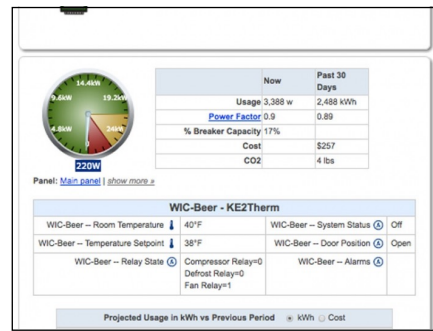 14.4kW
9.6kW
19.2kW
4.8kW
24kW
0
220W
Now
Past 30 Days
Usage 3,388 w 2,488 kWh
Power Factor 0.9 0.89
% Breaker Capacity 17%
Cost $257
CO2 4 lbs
Panel: Main panel | show more »
WIC-Beer - KE2Therm
WIC-Beer -- Room Temperature 40°F WIC-Beer -- System Status Off
WIC-Beer -- Temperature Setpoint 38°F WIC-Beer -- Door Position Open
WIC-Beer -- Relay State Compressor Relay=0 WIC-Beer -- Alarms
Defrost Relay=0
Fan Relay=1
Projected Usage in kWh vs Previous Period kWh Cost